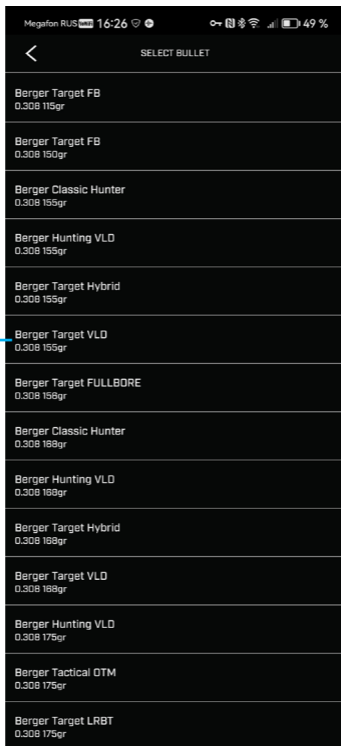 Megafon RUS WiFi 16:26 49 %
SELECT BULLET
Berger Target FB
0.308 115gr
Berger Target FB
0.308 150gr
Berger Classic Hunter
0.308 155gr
Berger Hunting VLD
0.308 155gr
Berger Target Hybrid
0.308 155gr
Berger Target VLD
0.308 155gr
Berger Target FULLBORE
0.308 156gr
Berger Classic Hunter
0.308 168gr
Berger Hunting VLD
0.308 168gr
Berger Target Hybrid
0.308 168gr
Berger Target VLD
0.308 168gr
Berger Hunting VLD
0.308 175gr
Berger Tactical OTM
0.308 175gr
Berger Target LRBT
0.308 175gr